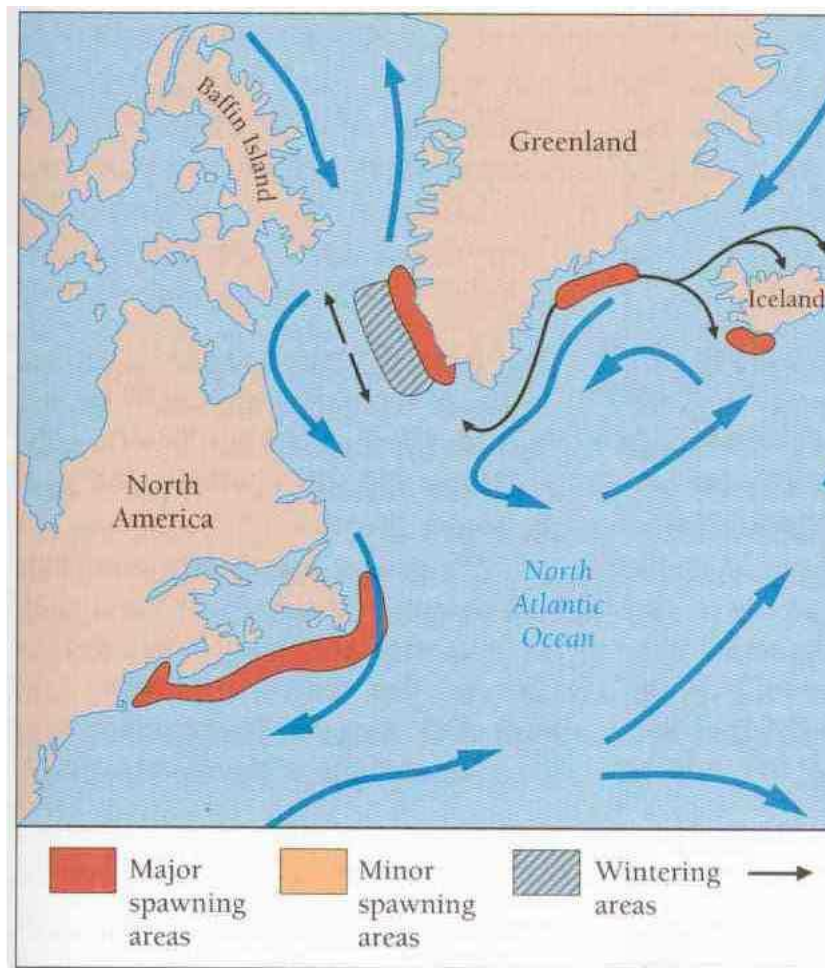 Baffin Island
Greenland
Iceland
North
America
North
Atlantic
Ocean
Major
spawning
areas
Minor
spawning
areas
Wintering
areas